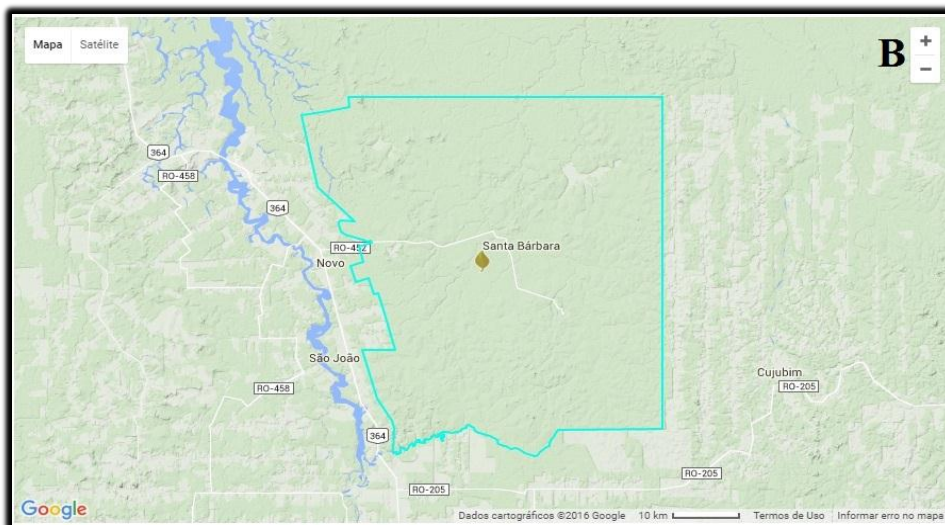 Mapa
Satélite
B
+
−
364
RO-458
364
RO-452
Santa Bárbara
Novo
São João
RO-458
Cujubim
RO-205
364
RO-205
RO-205
Google
Dados cartográficos ©2016 Google
10 km
Termos de Uso
Informar erro no mapa